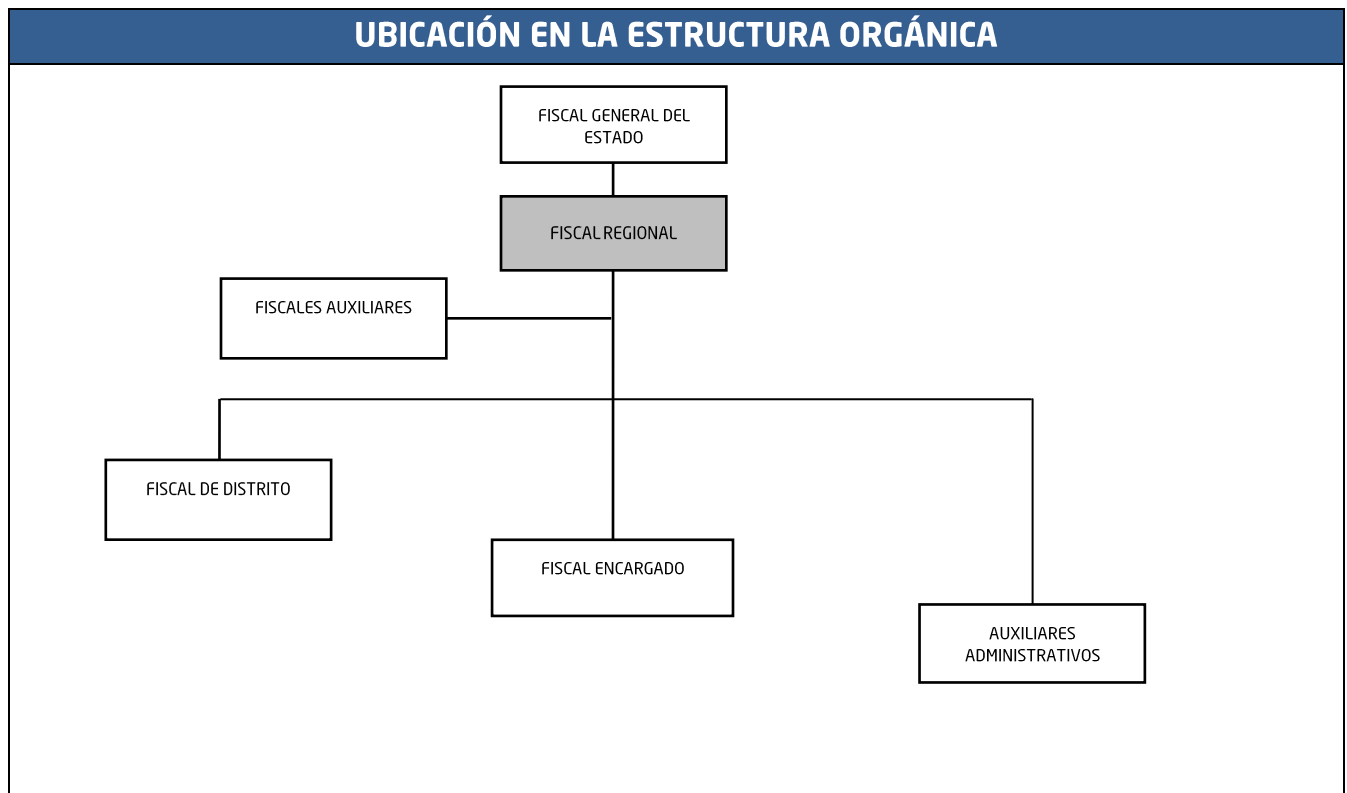 UBICACIÓN EN LA ESTRUCTURA ORGÁNICA
FISCAL GENERAL DEL
ESTADO
FISCAL REGIONAL
FISCALES AUXILIARES
FISCAL DE DISTRITO
FISCAL ENCARGADO
AUXILIARES
ADMINISTRATIVOS